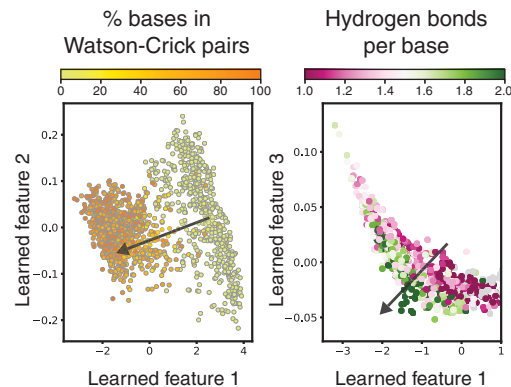 % bases in
Watson-Crick pairs
0 20 40 60 80 100
Learned feature 2
0.2
0.1
0.0
−0.1
−0.2
−2 0 2 4
Learned feature 1
Hydrogen bonds
per base
1.0 1.2 1.4 1.6 1.8 2.0
Learned feature 3
0.10
0.05
0.00
−0.05
−3 −2 −1 0 1
Learned feature 1